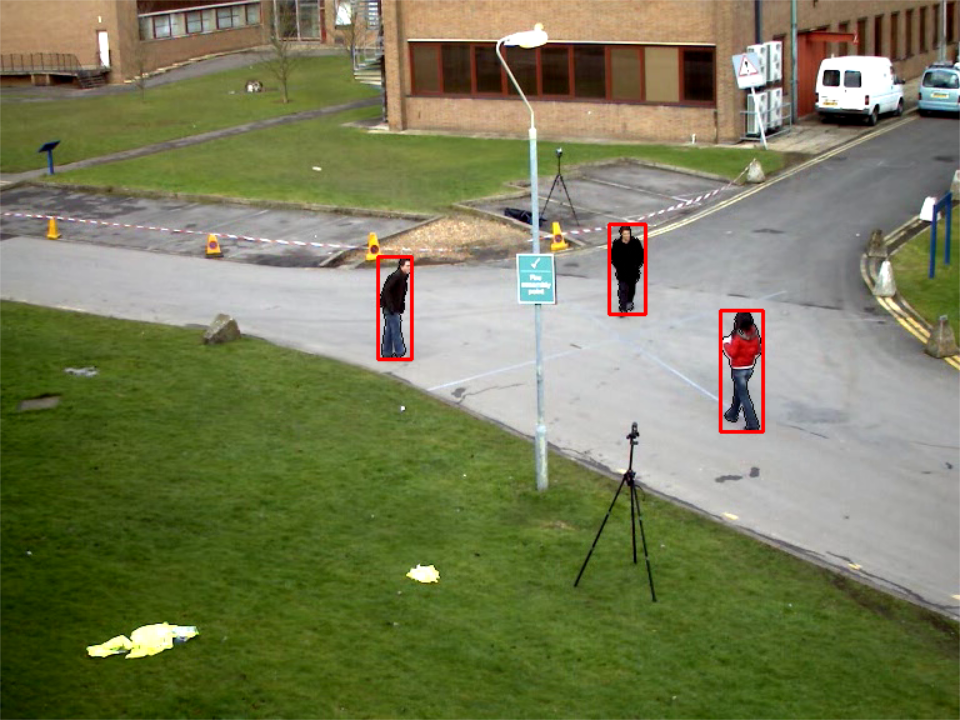 Fire
assembly
point